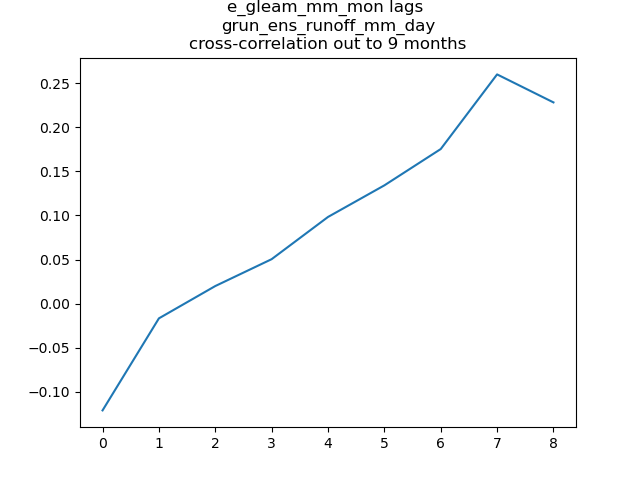 e_gleam_mm_mon lags
grun_ens_runoff_mm_day
cross-correlation out to 9 months
0.25
0.20
0.15
0.10
0.05
0.00
−0.05
−0.10
0 1 2 3 4 5 6 7 8